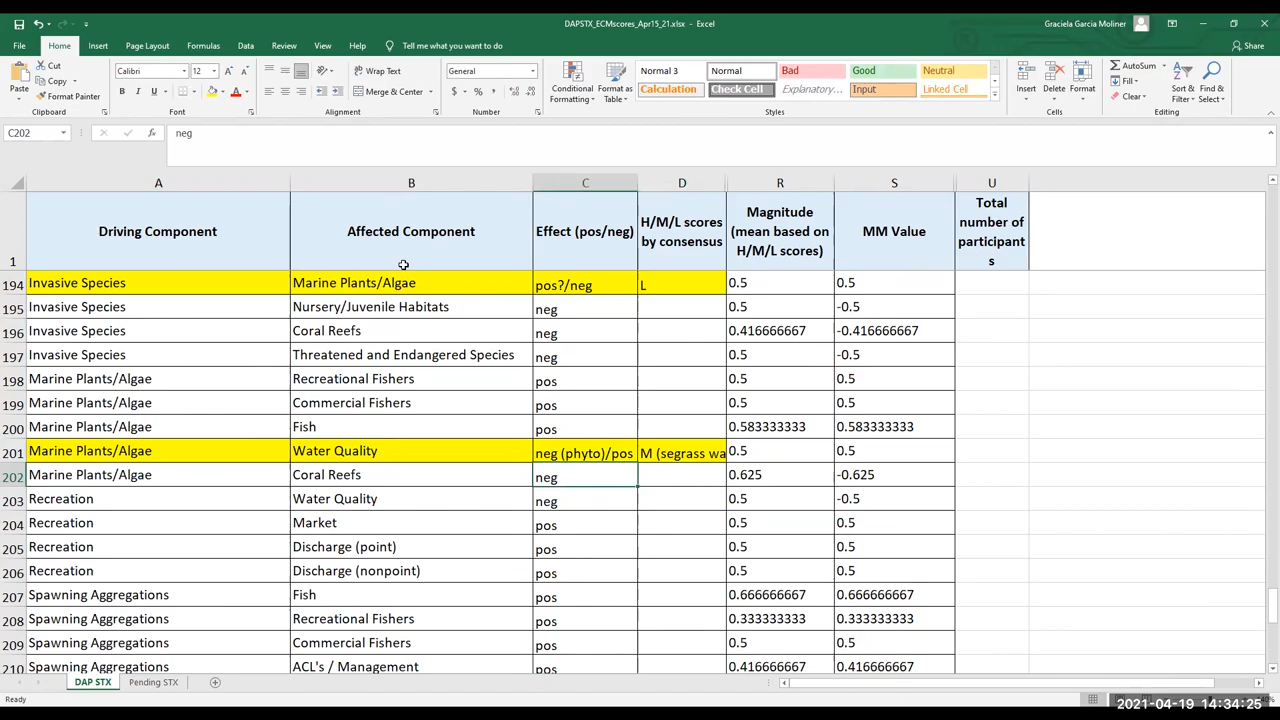 DAPSTX_ECMscores_Apr15_21.xlsx - Excel
Graciela Garcia Moliner
File Home Insert Page Layout Formulas Data Review View Help Tell me what you want to do Share
Paste Cut Copy Format Painter
Calibri 12
Wrap Text
Merge & Center
General
Conditional Formatting
Format as Table
Normal 3 Normal Bad Good Neutral
Calculation Check Cell Explanatory... Input Linked Cell
Insert Delete Format
AutoSum Fill Clear
Sort & Filter
Find & Select
Clipboard Font Alignment Number Styles Cells Editing
C202 neg
A B C D R S U
1 Driving Component Affected Component Effect (pos/neg) H/M/L scores by consensus Magnitude (mean based on H/M/L scores) MM Value Total number of participants
194 Invasive Species Marine Plants/Algae pos?/neg L 0.5 0.5
195 Invasive Species Nursery/Juvenile Habitats neg 0.5 -0.5
196 Invasive Species Coral Reefs neg 0.416666667 -0.416666667
197 Invasive Species Threatened and Endangered Species neg 0.5 -0.5
198 Marine Plants/Algae Recreational Fishers pos 0.5 0.5
199 Marine Plants/Algae Commercial Fishers pos 0.5 0.5
200 Marine Plants/Algae Fish pos 0.583333333 0.583333333
201 Marine Plants/Algae Water Quality neg (phyto)/pos M (segrass wa 0.5 0.5
202 Marine Plants/Algae Coral Reefs neg 0.625 -0.625
203 Recreation Water Quality neg 0.5 -0.5
204 Recreation Market pos 0.5 0.5
205 Recreation Discharge (point) pos 0.5 0.5
206 Recreation Discharge (nonpoint) pos 0.5 0.5
207 Spawning Aggregations Fish pos 0.666666667 0.666666667
208 Spawning Aggregations Recreational Fishers pos 0.333333333 0.333333333
209 Spawning Aggregations Commercial Fishers pos 0.5 0.5
210 Spawning Aggregations ACL's / Management pos 0.416666667 0.416666667
DAP STX Pending STX
Ready
2021-04-19 14:34:25